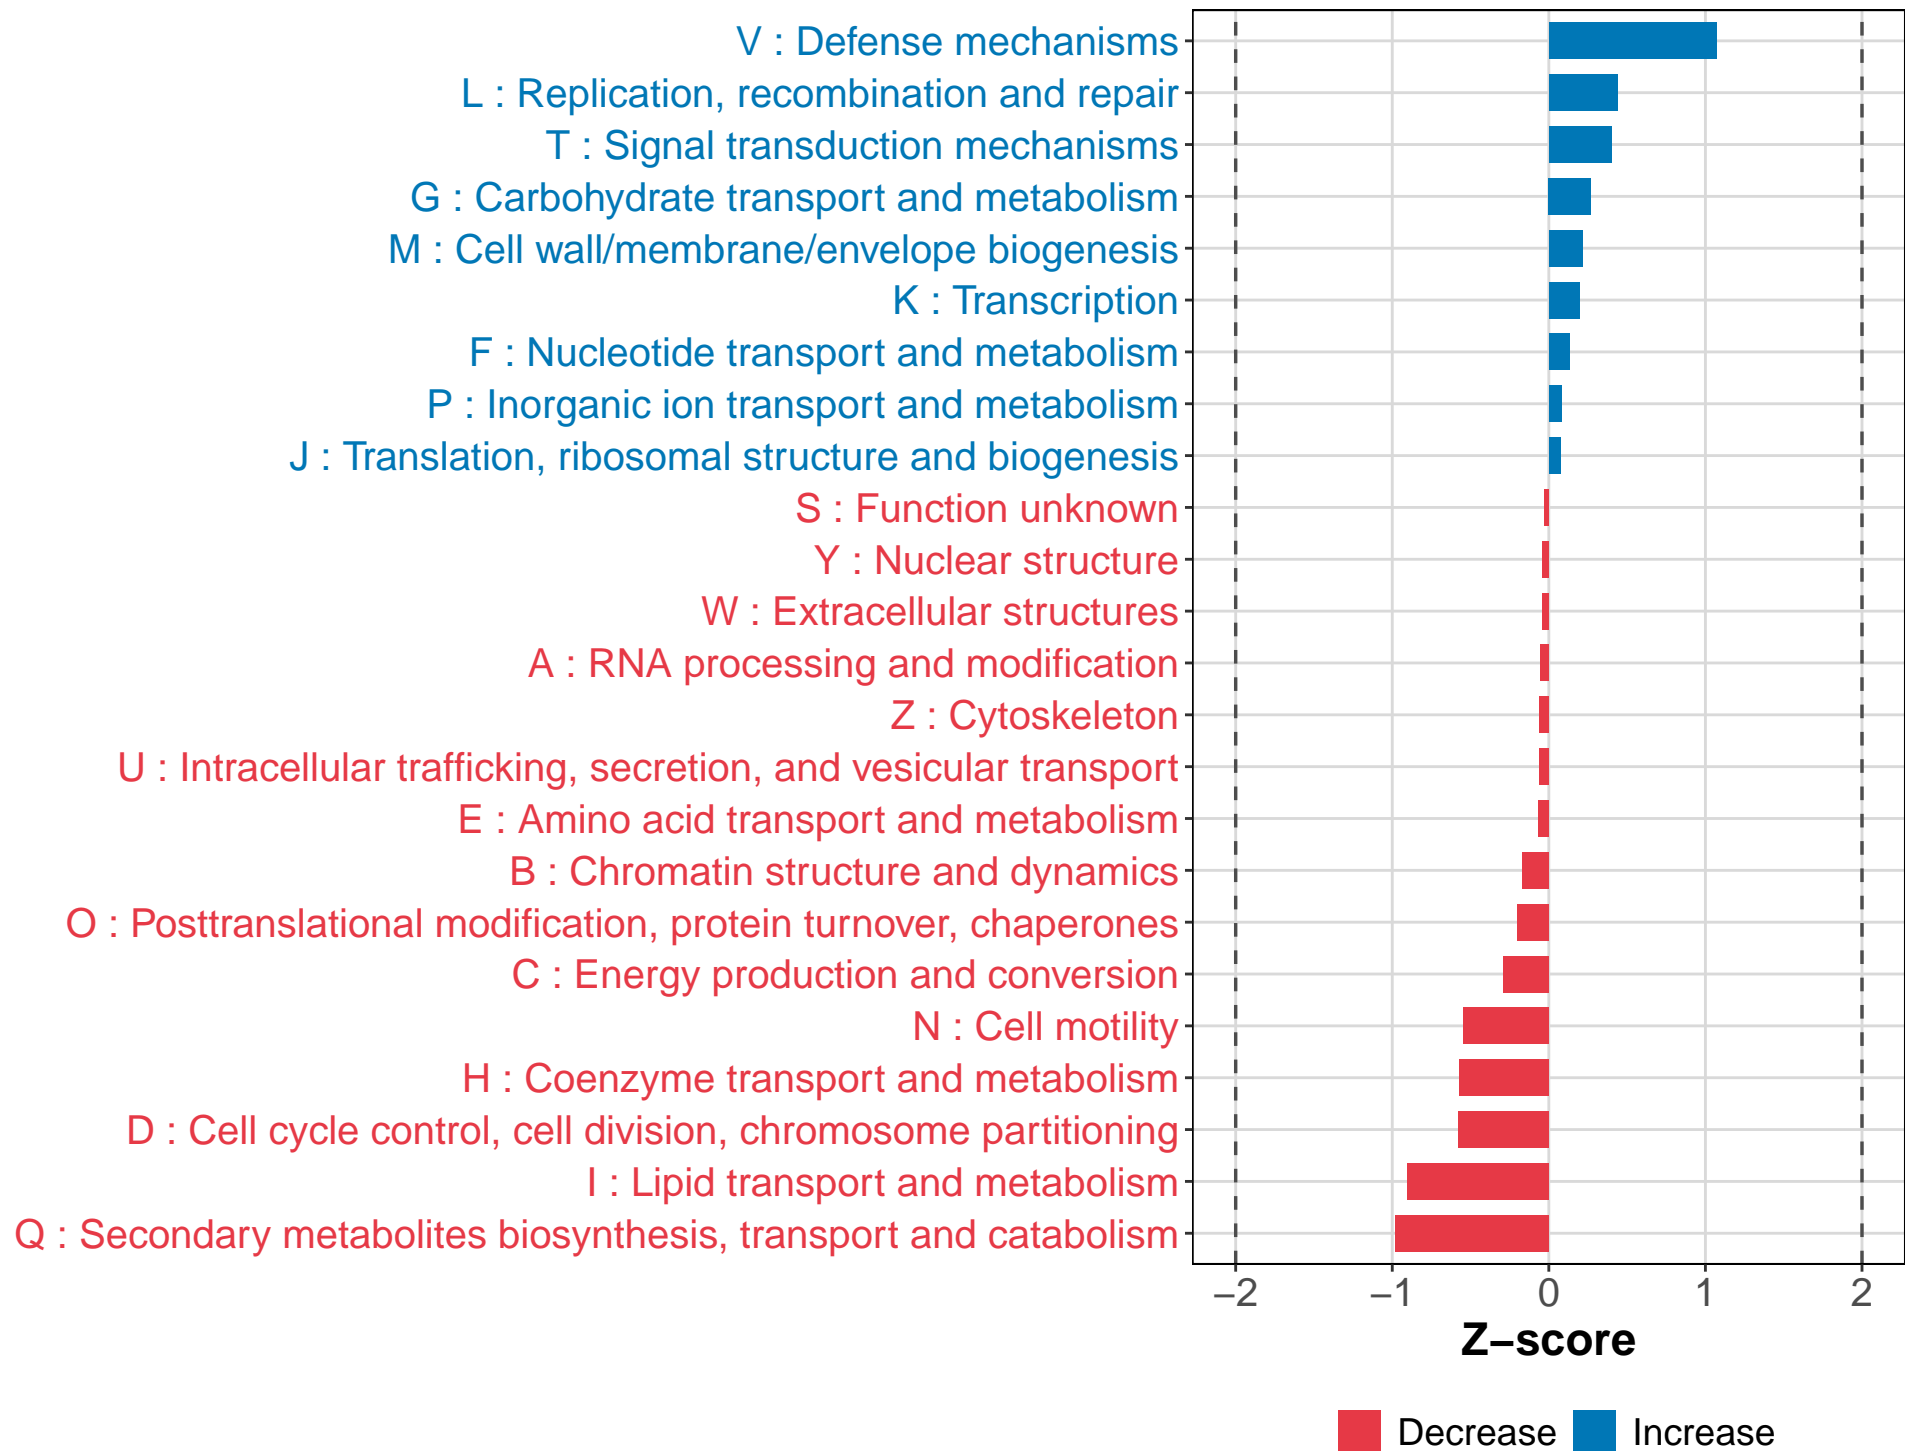 V : Defense mechanisms
L : Replication, recombination and repair
T : Signal transduction mechanisms
G : Carbohydrate transport and metabolism
M : Cell wall/membrane/envelope biogenesis
K : Transcription
F : Nucleotide transport and metabolism
P : Inorganic ion transport and metabolism
J : Translation, ribosomal structure and biogenesis
S : Function unknown
Y : Nuclear structure
W : Extracellular structures
A : RNA processing and modification
Z : Cytoskeleton
U : Intracellular trafficking, secretion, and vesicular transport
E : Amino acid transport and metabolism
B : Chromatin structure and dynamics
O : Posttranslational modification, protein turnover, chaperones
C : Energy production and conversion
N : Cell motility
H : Coenzyme transport and metabolism
D : Cell cycle control, cell division, chromosome partitioning
I : Lipid transport and metabolism
Q : Secondary metabolites biosynthesis, transport and catabolism
−2 −1 0 1 2
Z−score
Decrease Increase